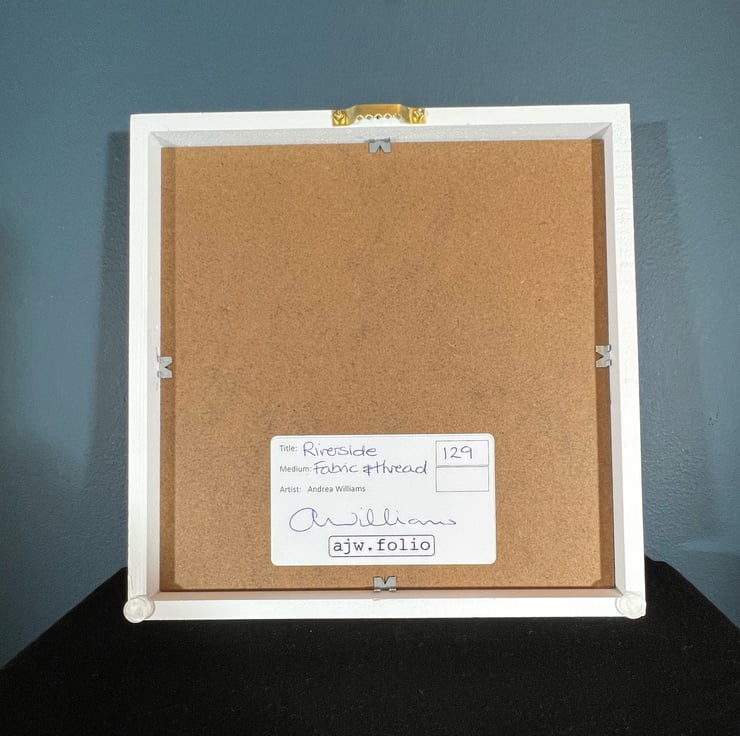 Title: Riverside 129
Medium: Fabric & thread
Artist: Andrea Williams
AWilliams
ajw.folio